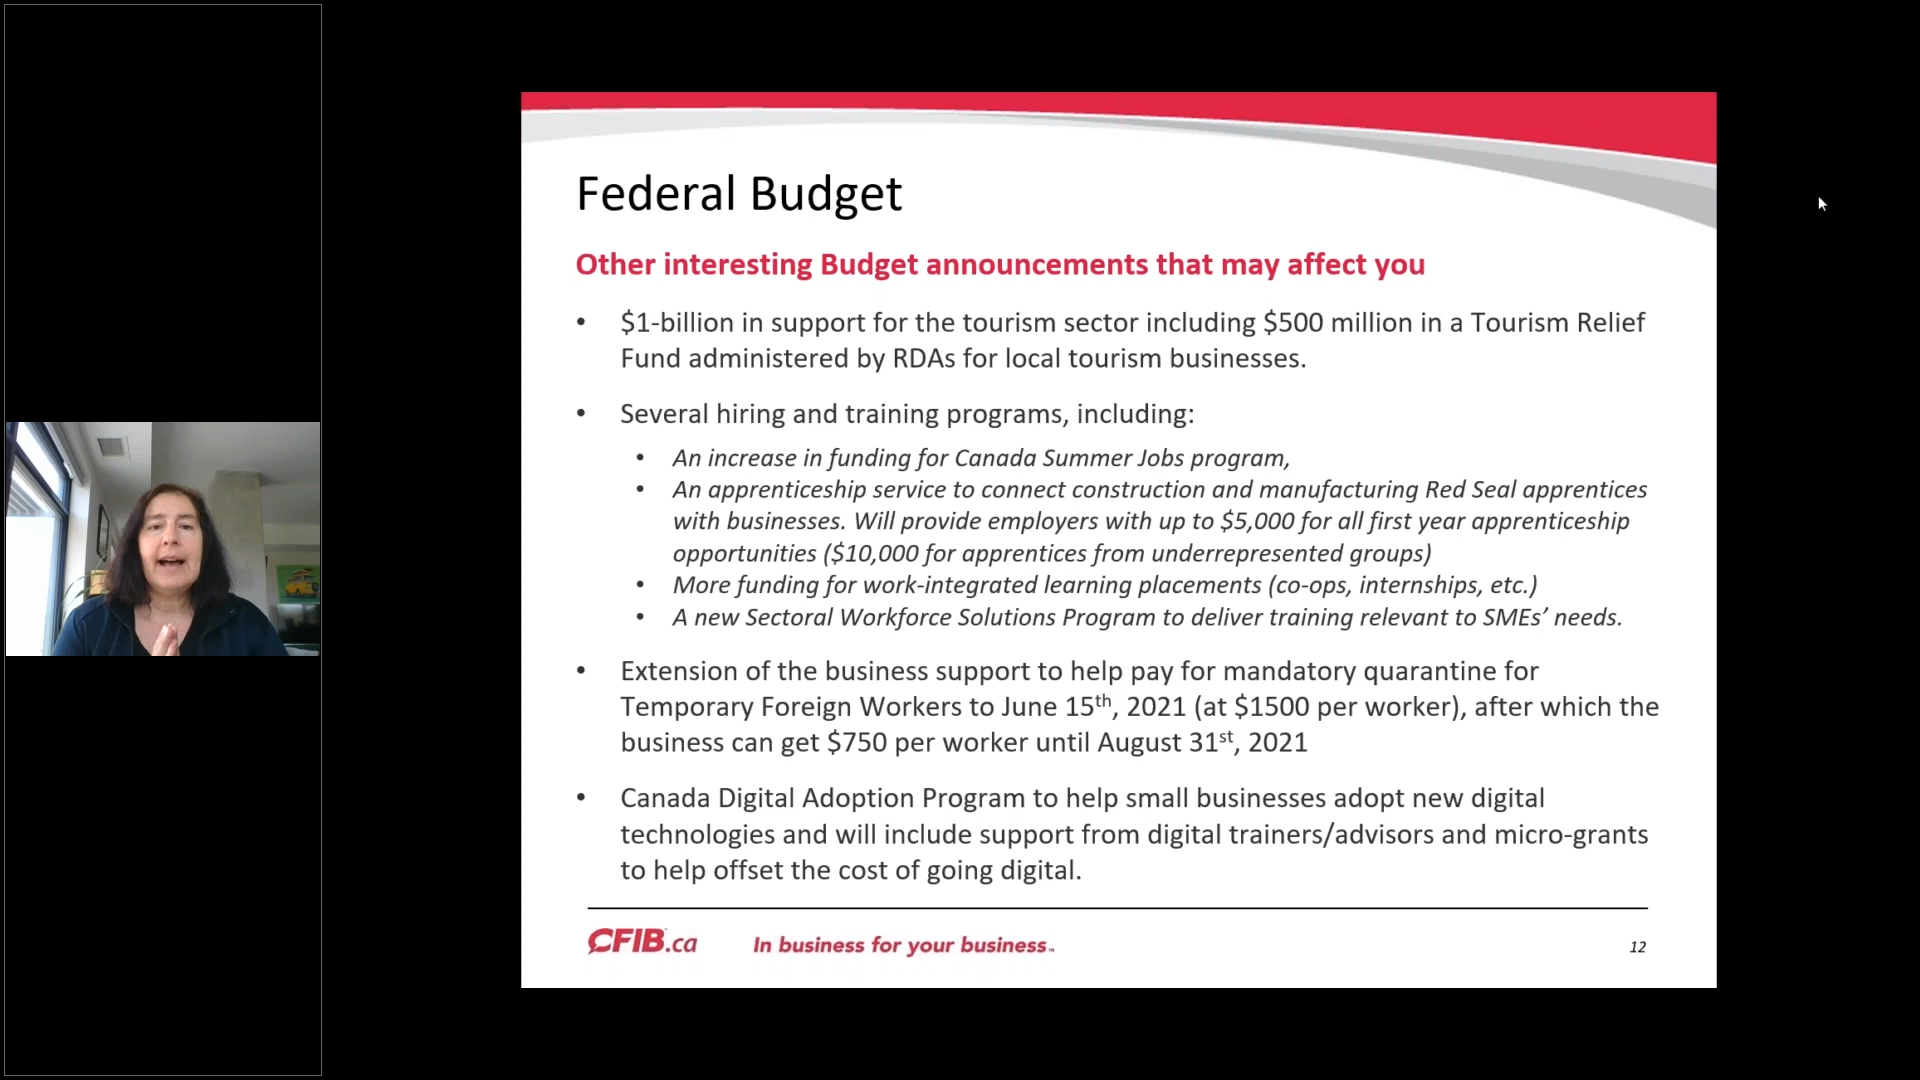 Federal Budget
Other interesting Budget announcements that may affect you
• $1-billion in support for the tourism sector including $500 million in a Tourism Relief
Fund administered by RDAs for local tourism businesses.
• Several hiring and training programs, including:
• An increase in funding for Canada Summer Jobs program,
• An apprenticeship service to connect construction and manufacturing Red Seal apprentices
with businesses. Will provide employers with up to $5,000 for all first year apprenticeship
opportunities ($10,000 for apprentices from underrepresented groups)
• More funding for work-integrated learning placements (co-ops, internships, etc.)
• A new Sectoral Workforce Solutions Program to deliver training relevant to SMEs’ needs.
• Extension of the business support to help pay for mandatory quarantine for
Temporary Foreign Workers to June 15th, 2021 (at $1500 per worker), after which the
business can get $750 per worker until August 31st, 2021
• Canada Digital Adoption Program to help small businesses adopt new digital
technologies and will include support from digital trainers/advisors and micro-grants
to help offset the cost of going digital.
CFIB.ca In business for your business™ 12